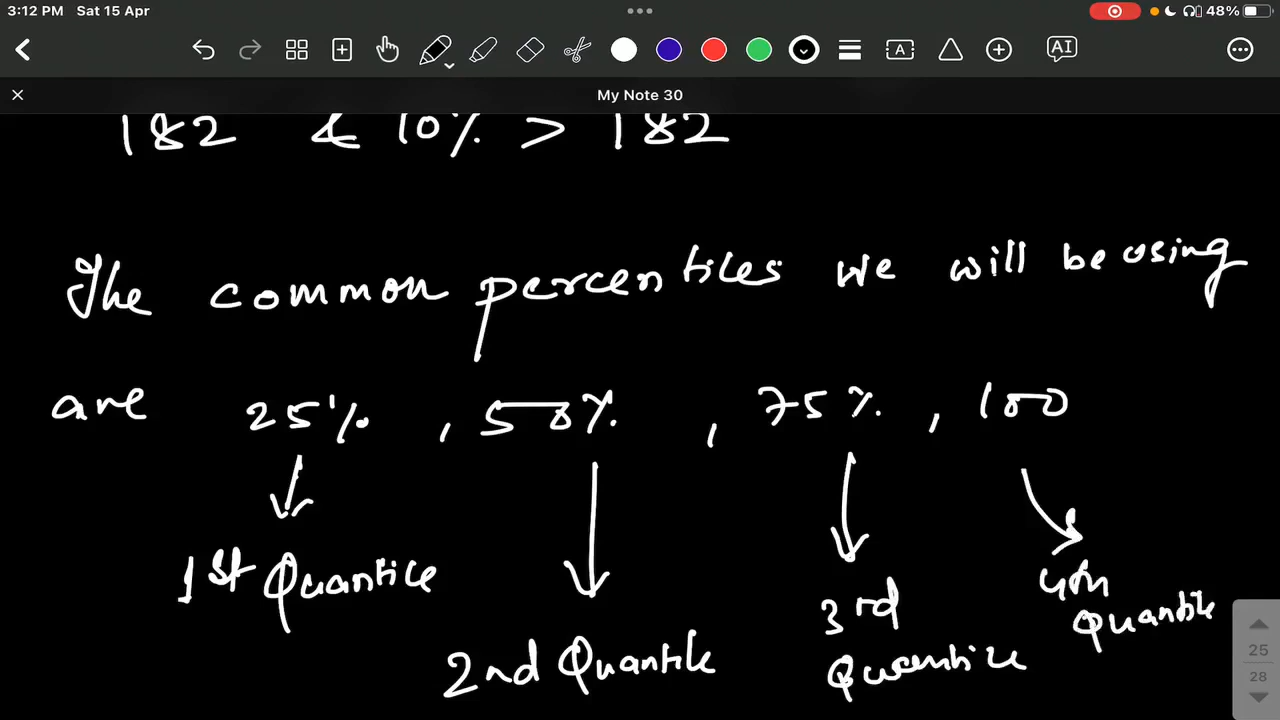 3:12 PM Sat 15 Apr
48%
A
AI
My Note 30
182 & 10% > 182
The common percentiles we will be using
are 25%, 50%, 75%, 100
1st Quantile
2nd Quantile
3rd
Quantile
4th
Quantile
25
28